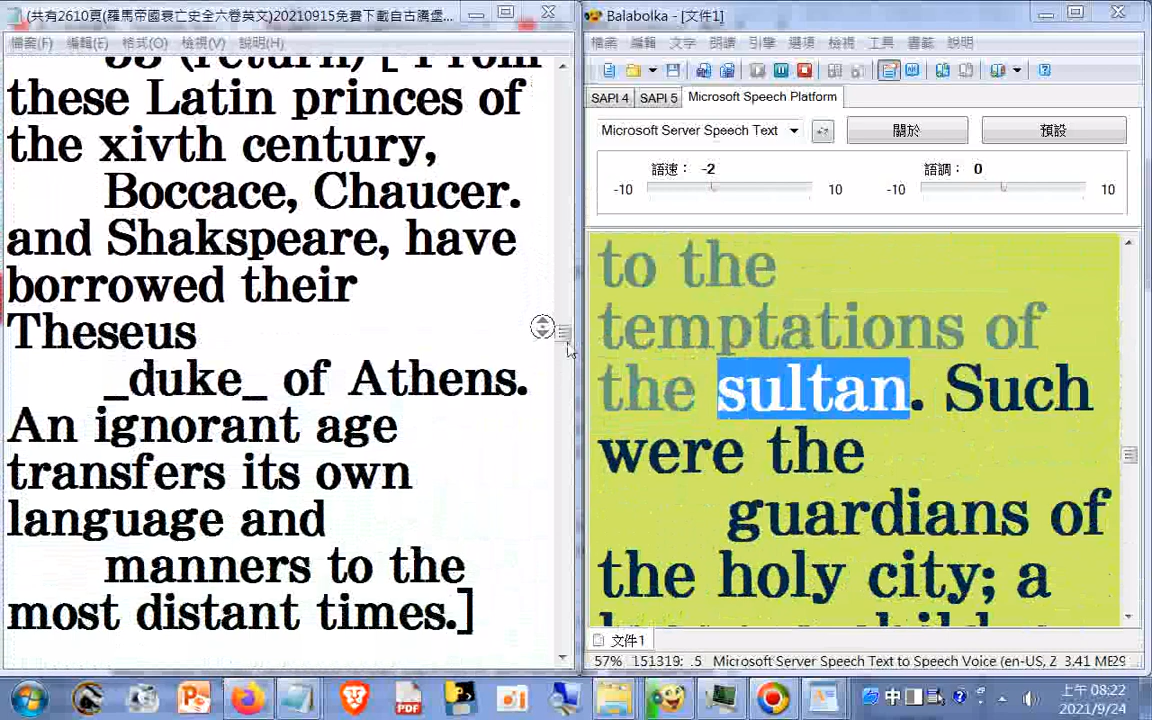 (共有2610頁(羅馬帝國衰亡史全六卷英文)20210915免費下載自古騰堡...
檔案(F) 編輯(E) 格式(O) 檢視(V) 說明(H)
53 (return) [ From
these Latin princes of
the xivth century,
Boccace, Chaucer.
and Shakspeare, have
borrowed their
Theseus
_duke_ of Athens.
An ignorant age
transfers its own
language and
manners to the
most distant times.]
Balabolka - [文件1]
檔案 編輯 文字 朗讀 引擎 選項 檢視 工具 書籤 說明
SAPI 4 SAPI 5 Microsoft Speech Platform
Microsoft Server Speech Text 關於 預設
語速： -2 語調： 0
-10 10 -10 10
to the
temptations of
the sultan. Such
were the
guardians of
the holy city; a
文件1
57% 151319: .5 Microsoft Server Speech Text to Speech Voice (en-US, Z 3.41 ME29
中
上午 08:22
2021/9/24